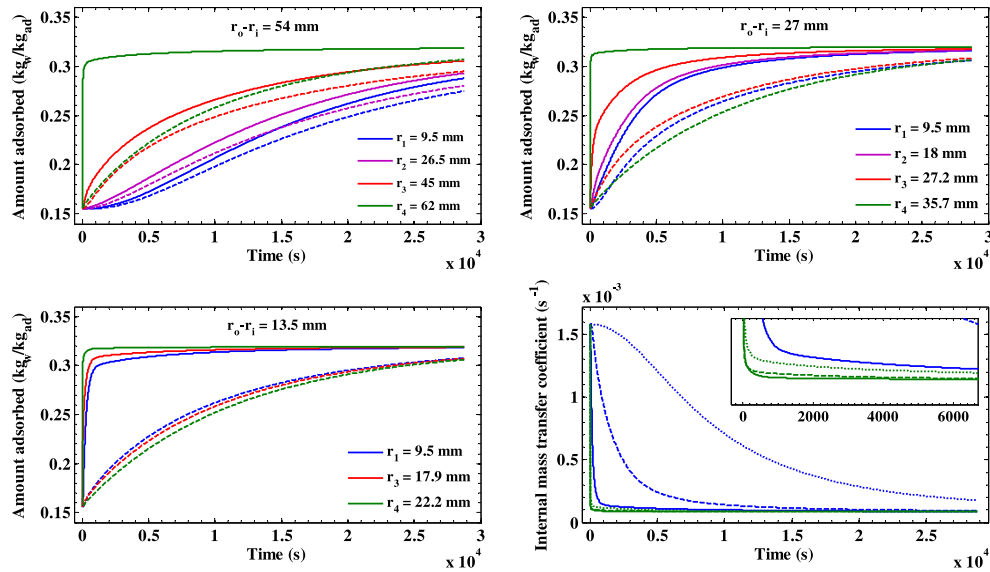 r_o-r_i = 54 mm
Amount adsorbed (kg_w/kg_ad)
0.3
0.25
0.2
0.15
r_1 = 9.5 mm
r_2 = 26.5 mm
r_3 = 45 mm
r_4 = 62 mm
0 0.5 1 1.5 2 2.5 3
Time (s)
x 10^4
r_o-r_i = 27 mm
Amount adsorbed (kg_w/kg_ad)
0.3
0.25
0.2
0.15
r_1 = 9.5 mm
r_2 = 18 mm
r_3 = 27.2 mm
r_4 = 35.7 mm
0 0.5 1 1.5 2 2.5 3
Time (s)
x 10^4
r_o-r_i = 13.5 mm
Amount adsorbed (kg_w/kg_ad)
0.3
0.25
0.2
0.15
r_1 = 9.5 mm
r_3 = 17.9 mm
r_4 = 22.2 mm
0 0.5 1 1.5 2 2.5 3
Time (s)
x 10^4
x 10^-3
Internal mass transfer coefficient (s^-1)
1.5
1
0.5
0
0 2000 4000 6000
0 0.5 1 1.5 2 2.5 3
Time (s)
x 10^4